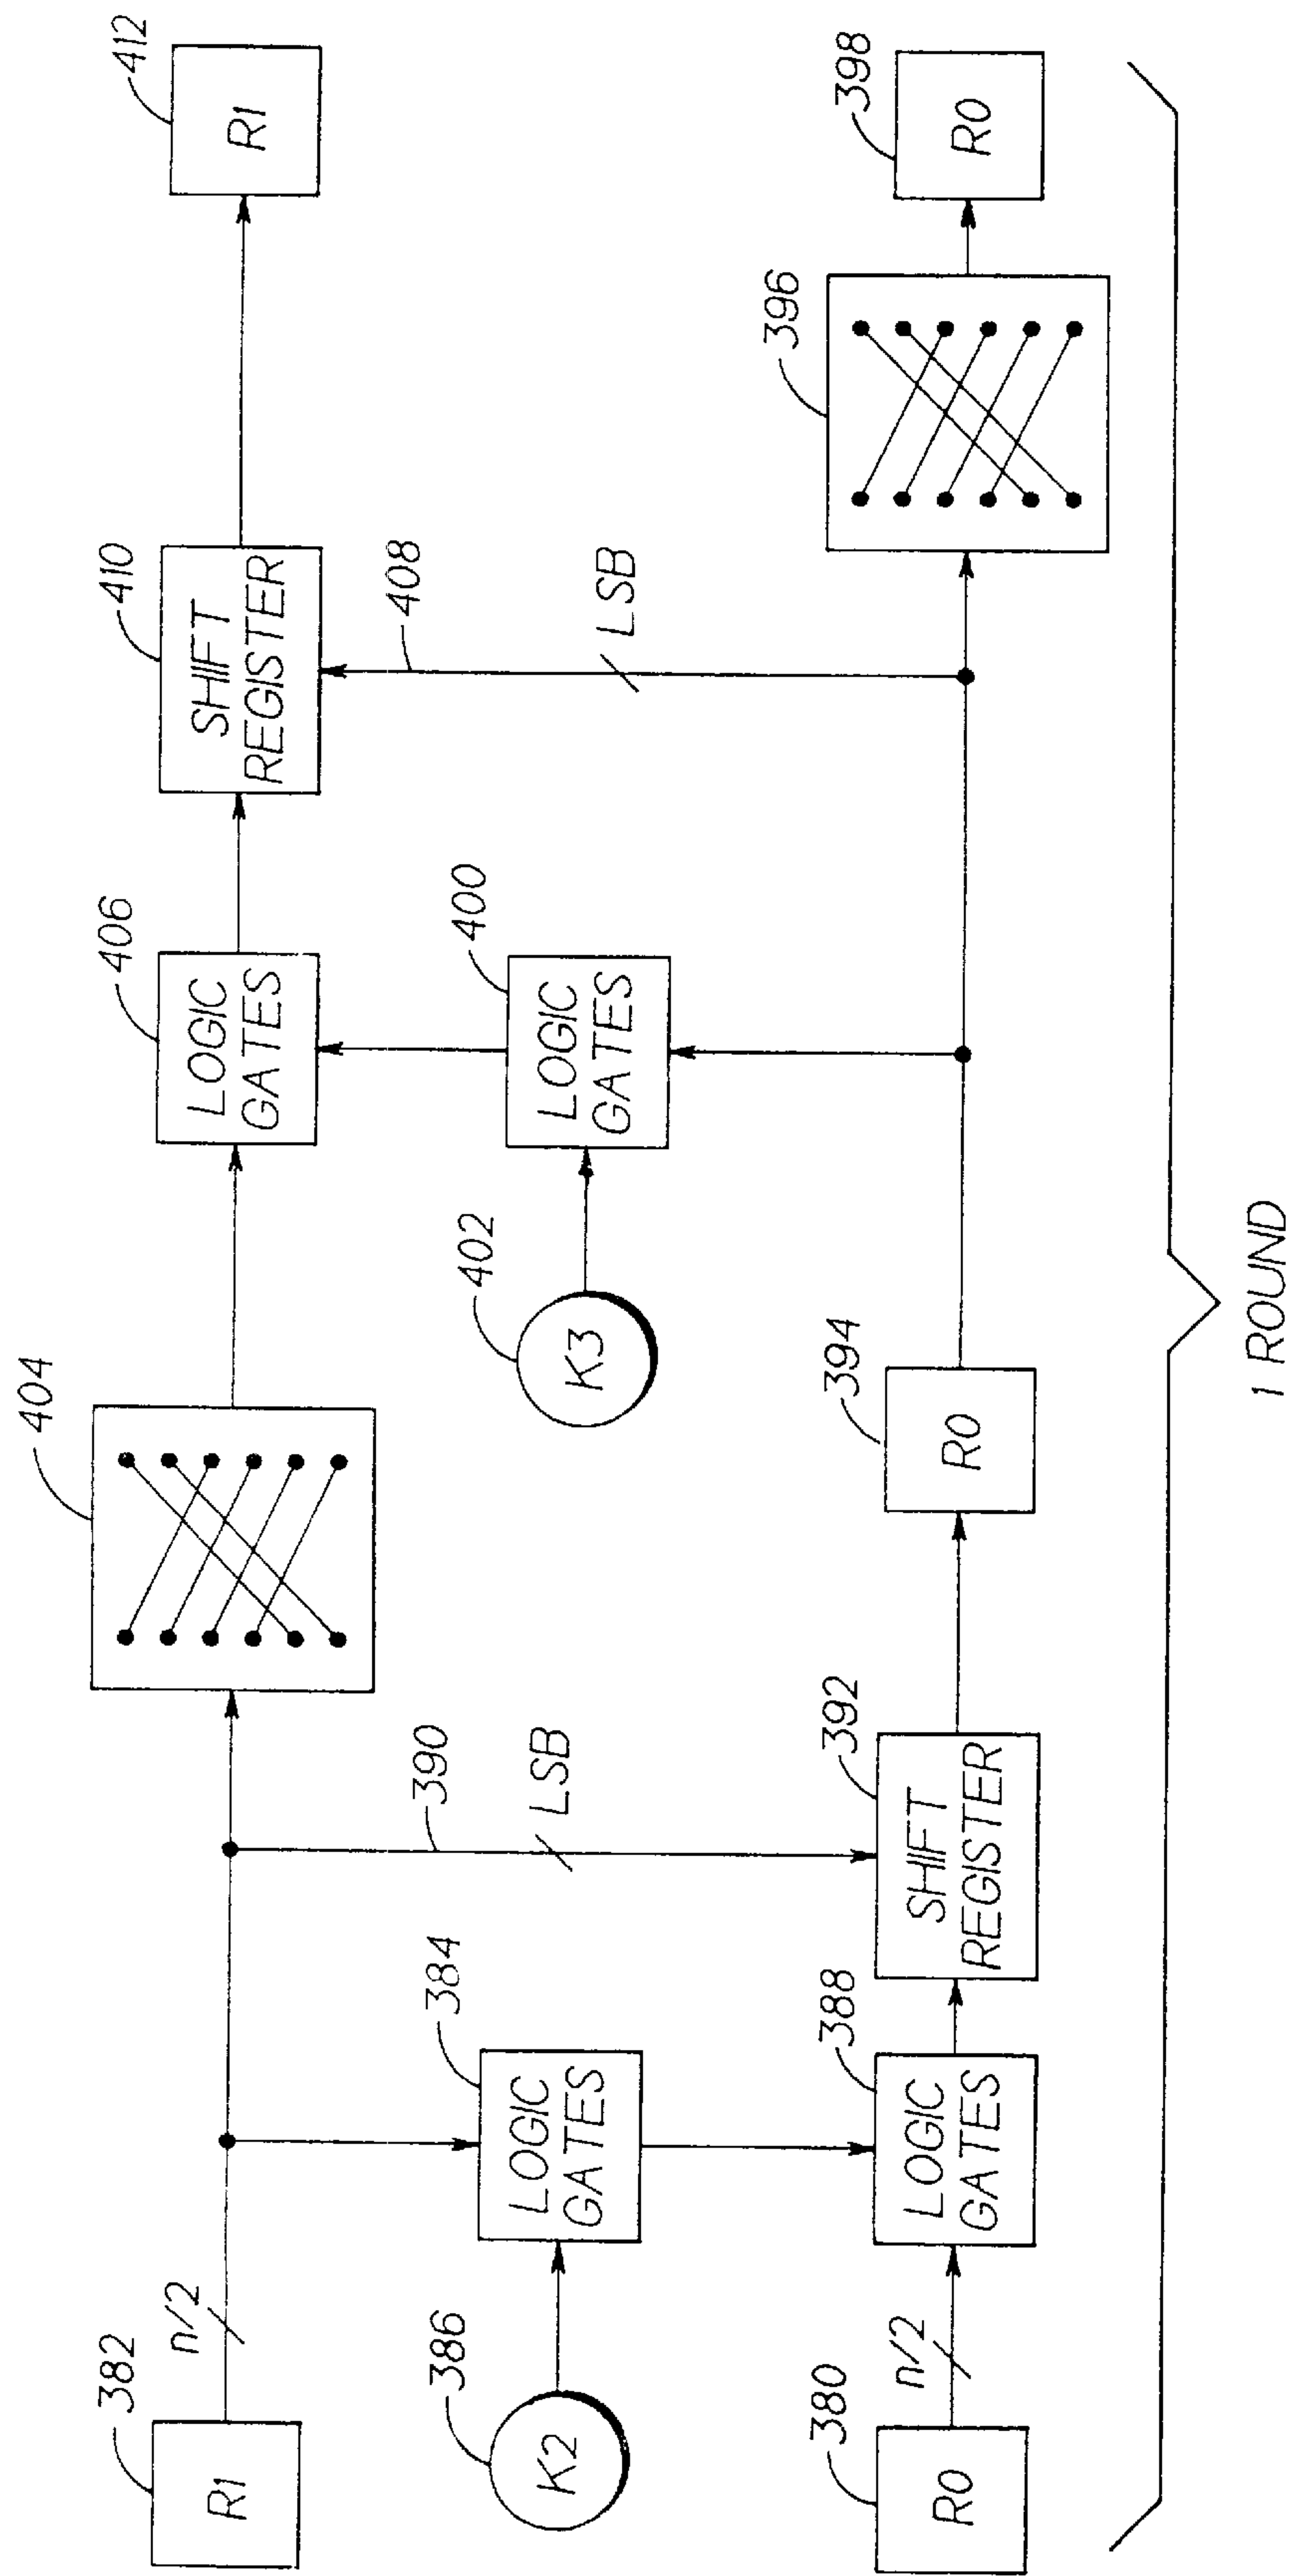 382
R1
n/2
386
K2
384
LOGIC
GATES
390
LSB
404
380
R0
n/2
388
LOGIC
GATES
392
SHIFT
REGISTER
394
R0
402
K3
400
LOGIC
GATES
406
LOGIC
GATES
410
SHIFT
REGISTER
408
LSB
412
R1
396
398
R0
1 ROUND